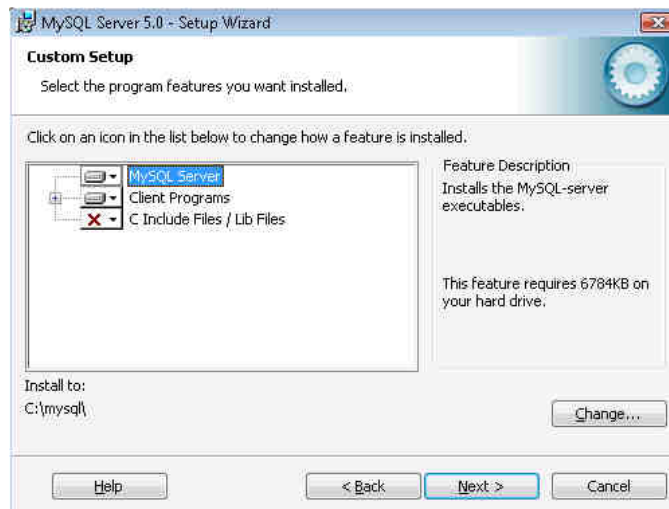 MySQL Server 5.0 - Setup Wizard
Custom Setup
Select the program features you want installed.
Click on an icon in the list below to change how a feature is installed.
MySQL Server
Client Programs
C Include Files / Lib Files
Feature Description
Installs the MySQL-server
executables.
This feature requires 6784KB on
your hard drive.
Install to:
C:\mysql\
Change...
Help
< Back
Next >
Cancel